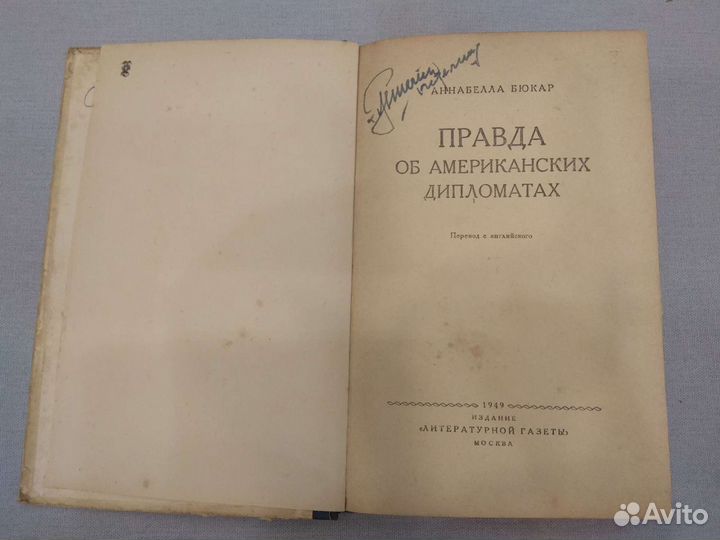 АННАБЕЛЛА БЮКАР
ПРАВДА
ОБ АМЕРИКАНСКИХ
ДИПЛОМАТАХ
Перевод с английского
1949
ИЗДАНИЕ
«ЛИТЕРАТУРНОЙ ГАЗЕТЫ»
МОСКВА
Avito